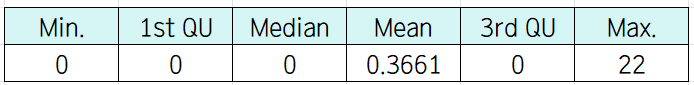 Min. 1st QU Median Mean 3rd QU Max.
0 0 0 0.3661 0 22